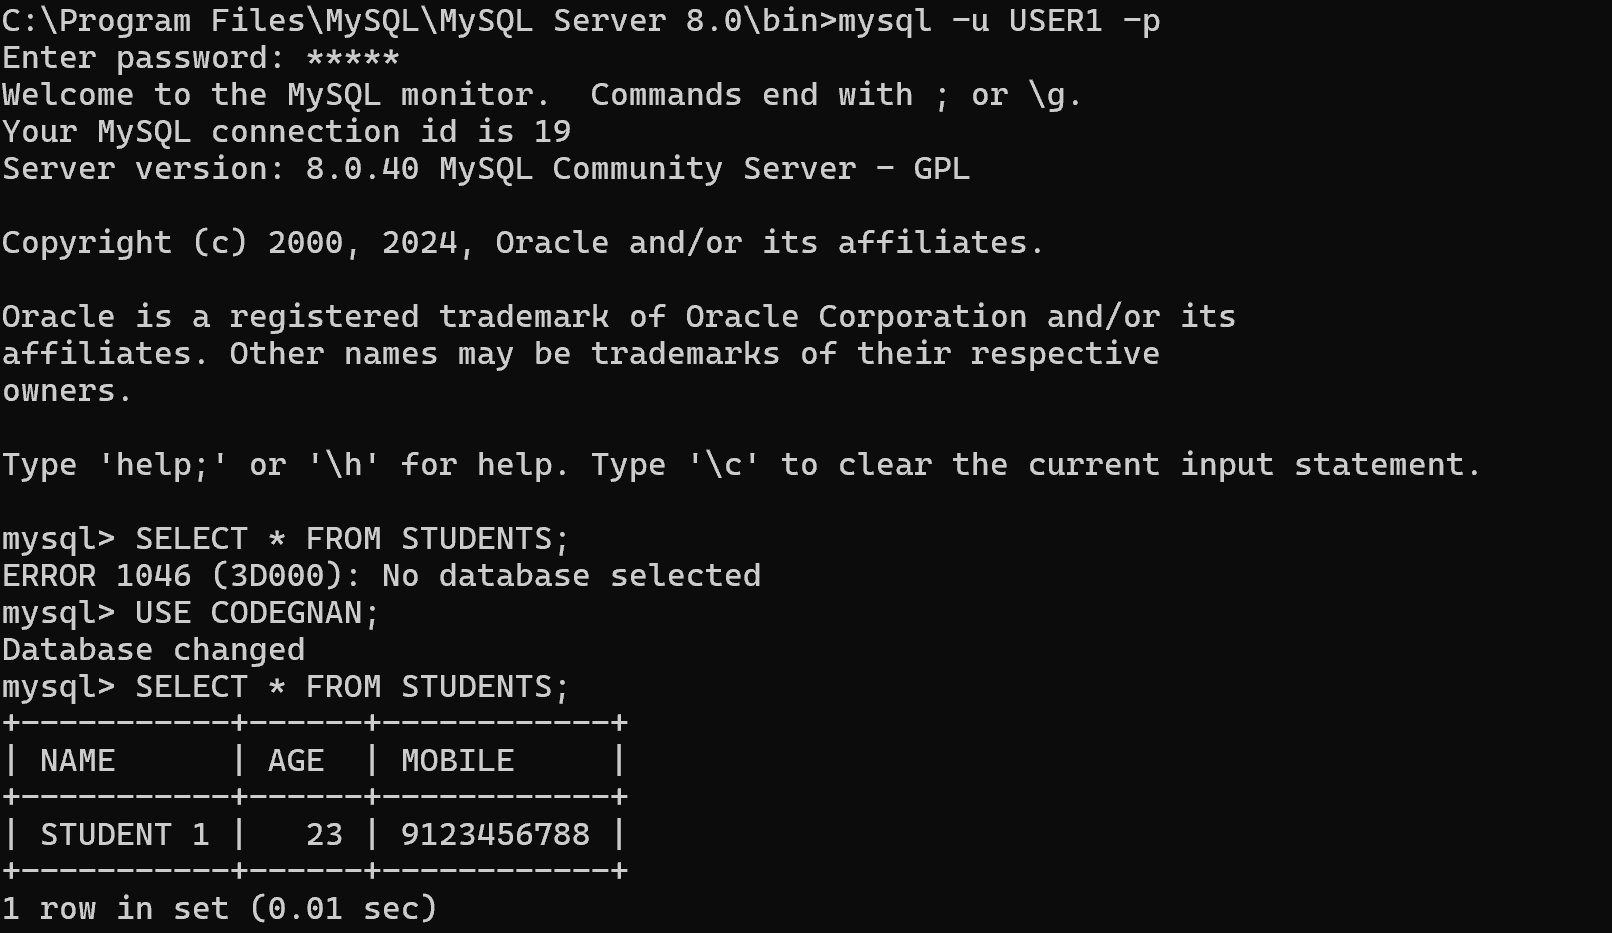 C:\Program Files\MySQL\MySQL Server 8.0\bin>mysql -u USER1 -p
Enter password: *****
Welcome to the MySQL monitor.  Commands end with ; or \g.
Your MySQL connection id is 19
Server version: 8.0.40 MySQL Community Server - GPL

Copyright (c) 2000, 2024, Oracle and/or its affiliates.

Oracle is a registered trademark of Oracle Corporation and/or its
affiliates. Other names may be trademarks of their respective
owners.

Type 'help;' or '\h' for help. Type '\c' to clear the current input statement.

mysql> SELECT * FROM STUDENTS;
ERROR 1046 (3D000): No database selected
mysql> USE CODEGNAN;
Database changed
mysql> SELECT * FROM STUDENTS;
+-----------+------+------------+
| NAME      | AGE  | MOBILE     |
+-----------+------+------------+
| STUDENT 1 |   23 | 9123456788 |
+-----------+------+------------+
1 row in set (0.01 sec)